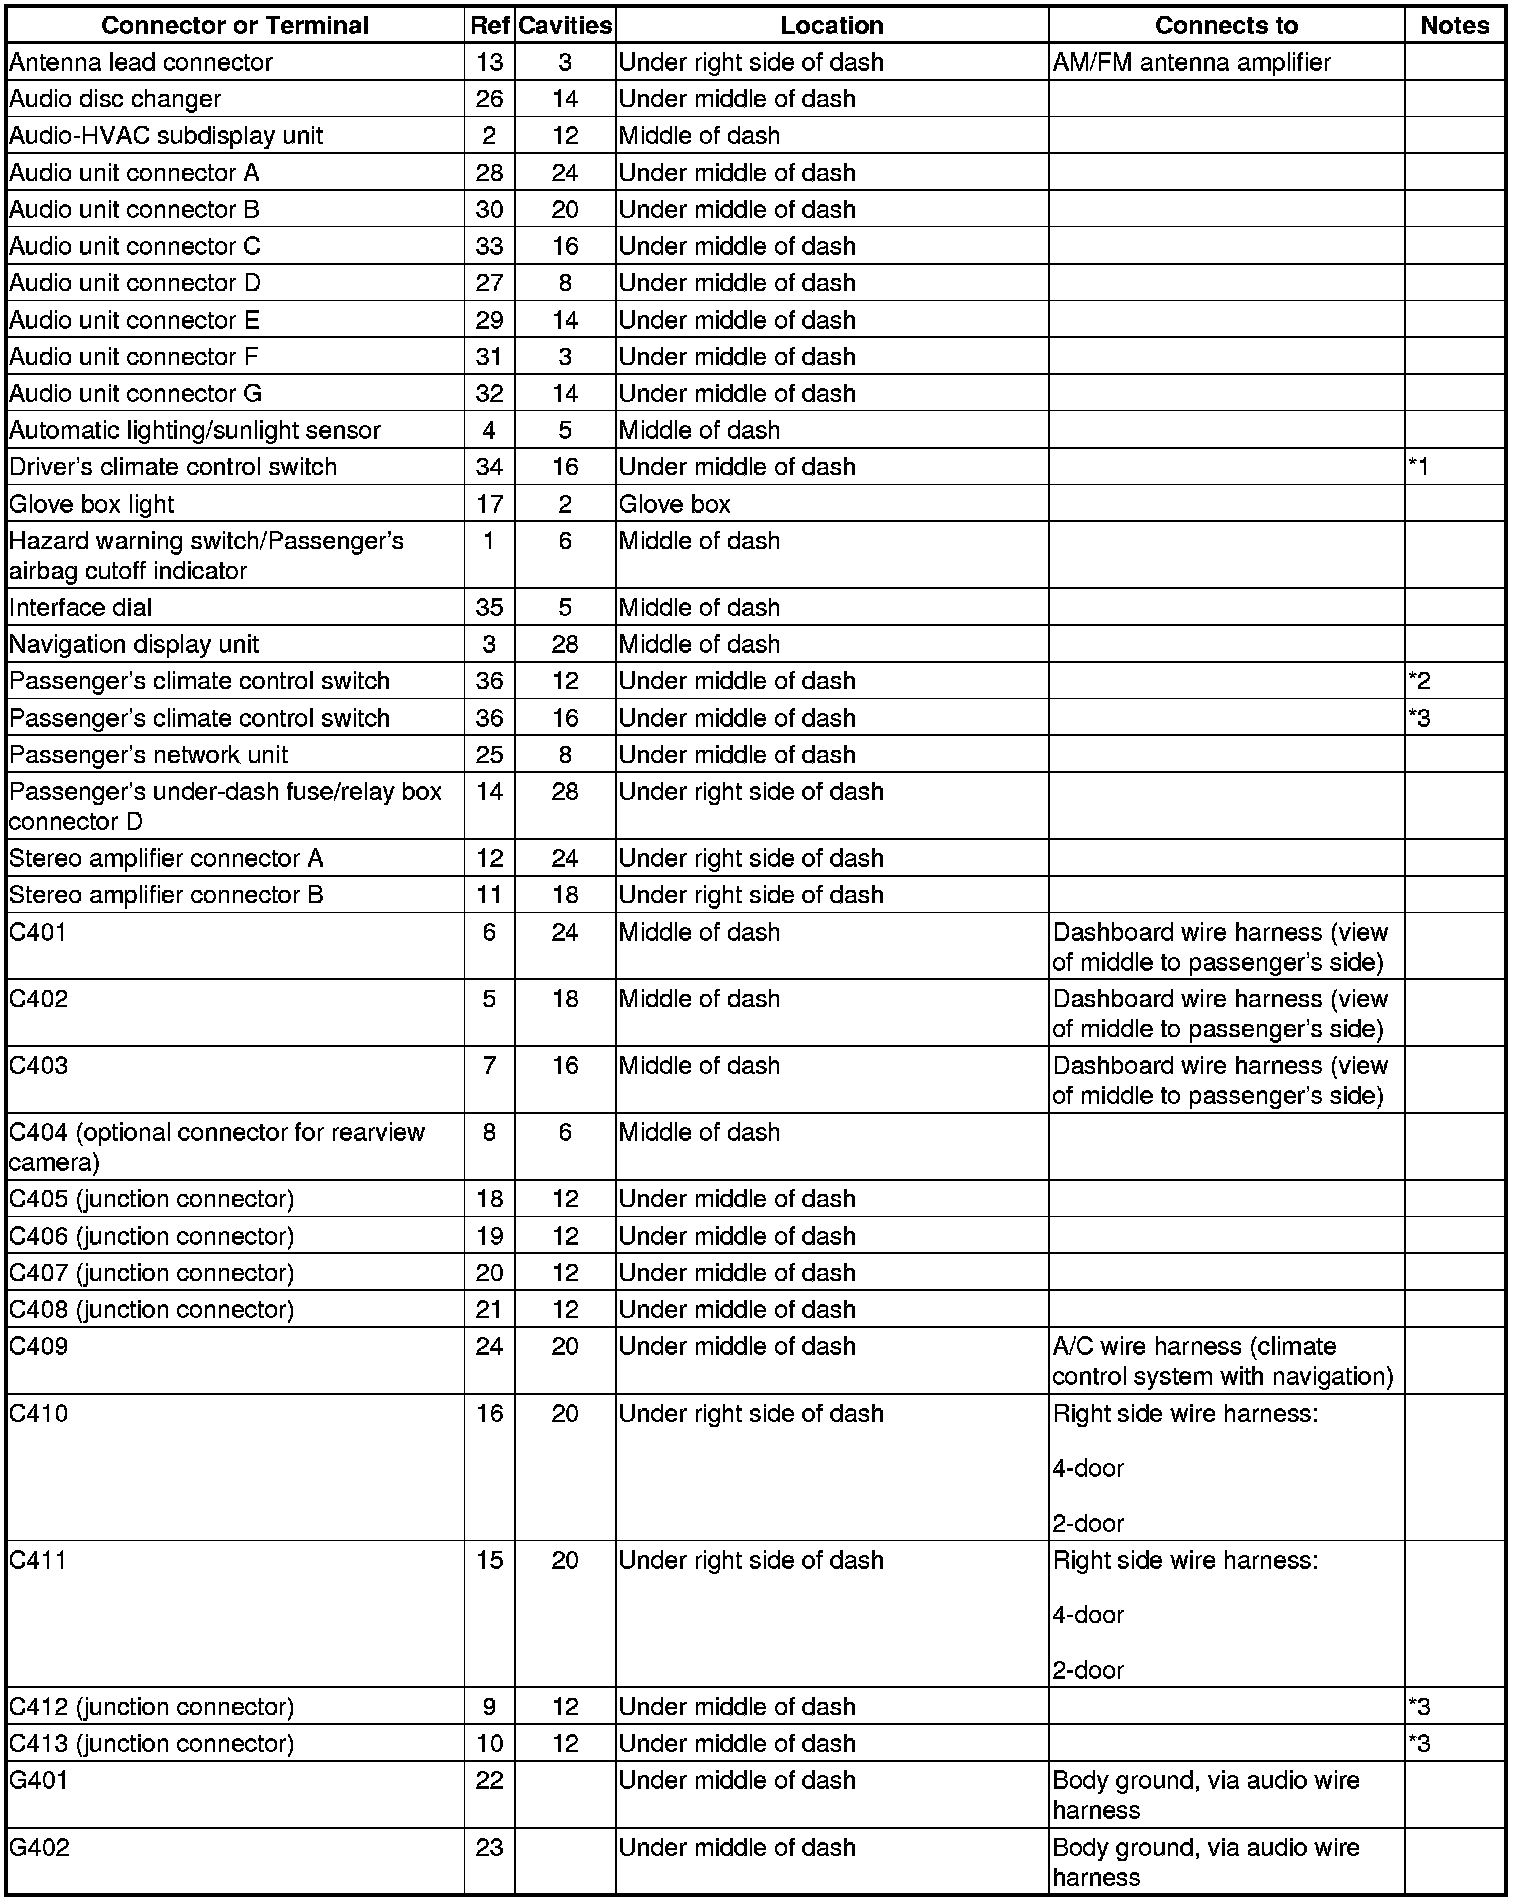 Connector or Terminal Ref Cavities Location Connects to Notes
Antenna lead connector 13 3 Under right side of dash AM/FM antenna amplifier
Audio disc changer 26 14 Under middle of dash
Audio-HVAC subdisplay unit 2 12 Middle of dash
Audio unit connector A 28 24 Under middle of dash
Audio unit connector B 30 20 Under middle of dash
Audio unit connector C 33 16 Under middle of dash
Audio unit connector D 27 8 Under middle of dash
Audio unit connector E 29 14 Under middle of dash
Audio unit connector F 31 3 Under middle of dash
Audio unit connector G 32 14 Under middle of dash
Automatic lighting/sunlight sensor 4 5 Middle of dash
Driver's climate control switch 34 16 Under middle of dash *1
Glove box light 17 2 Glove box
Hazard warning switch/Passenger's 1 6 Middle of dash
airbag cutoff indicator
Interface dial 35 5 Middle of dash
Navigation display unit 3 28 Middle of dash
Passenger's climate control switch 36 12 Under middle of dash *2
Passenger's climate control switch 36 16 Under middle of dash *3
Passenger's network unit 25 8 Under middle of dash
Passenger's under-dash fuse/relay box 14 28 Under right side of dash
connector D
Stereo amplifier connector A 12 24 Under right side of dash
Stereo amplifier connector B 11 18 Under right side of dash
C401 6 24 Middle of dash Dashboard wire harness (view
of middle to passenger's side)
C402 5 18 Middle of dash Dashboard wire harness (view
of middle to passenger's side)
C403 7 16 Middle of dash Dashboard wire harness (view
of middle to passenger's side)
C404 (optional connector for rearview 8 6 Middle of dash
camera)
C405 (junction connector) 18 12 Under middle of dash
C406 (junction connector) 19 12 Under middle of dash
C407 (junction connector) 20 12 Under middle of dash
C408 (junction connector) 21 12 Under middle of dash
C409 24 20 Under middle of dash A/C wire harness (climate
control system with navigation)
C410 16 20 Under right side of dash Right side wire harness:
4-door
2-door
C411 15 20 Under right side of dash Right side wire harness:
4-door
2-door
C412 (junction connector) 9 12 Under middle of dash *3
C413 (junction connector) 10 12 Under middle of dash *3
G401 22 Under middle of dash Body ground, via audio wire
harness
G402 23 Under middle of dash Body ground, via audio wire
harness